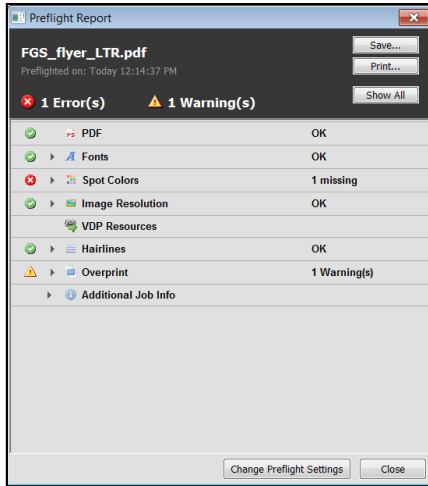 Preflight Report
FGS_flyer_LTR.pdf
Save...
Preflighted on: Today 12:14:37 PM
Print...
1 Error(s) 1 Warning(s)
Show All
PS PDF OK
A Fonts OK
Spot Colors 1 missing
Image Resolution OK
VDP Resources
Hairlines OK
Overprint 1 Warning(s)
Additional Job Info
Change Preflight Settings Close